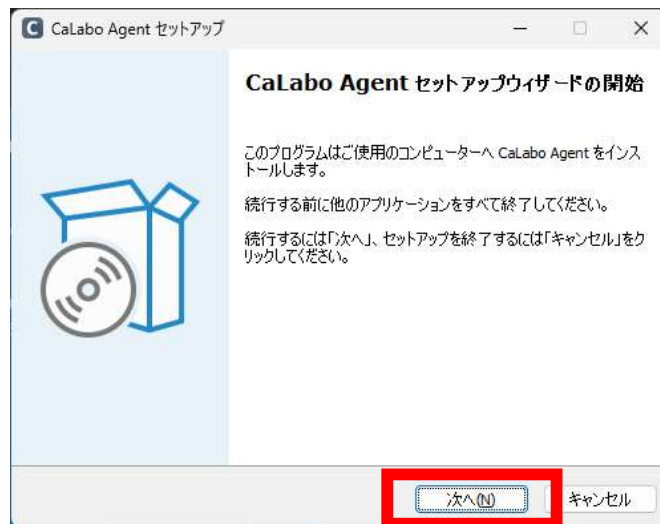 CaLabo Agent セットアップ
CaLabo Agent セットアップウィザードの開始
このプログラムはご使用のコンピューターへ CaLabo Agent をインス
トールします。
続行する前に他のアプリケーションをすべて終了してください。
続行するには「次へ」、セットアップを終了するには「キャンセル」をク
リックしてください。
次へ(N)
キャンセル